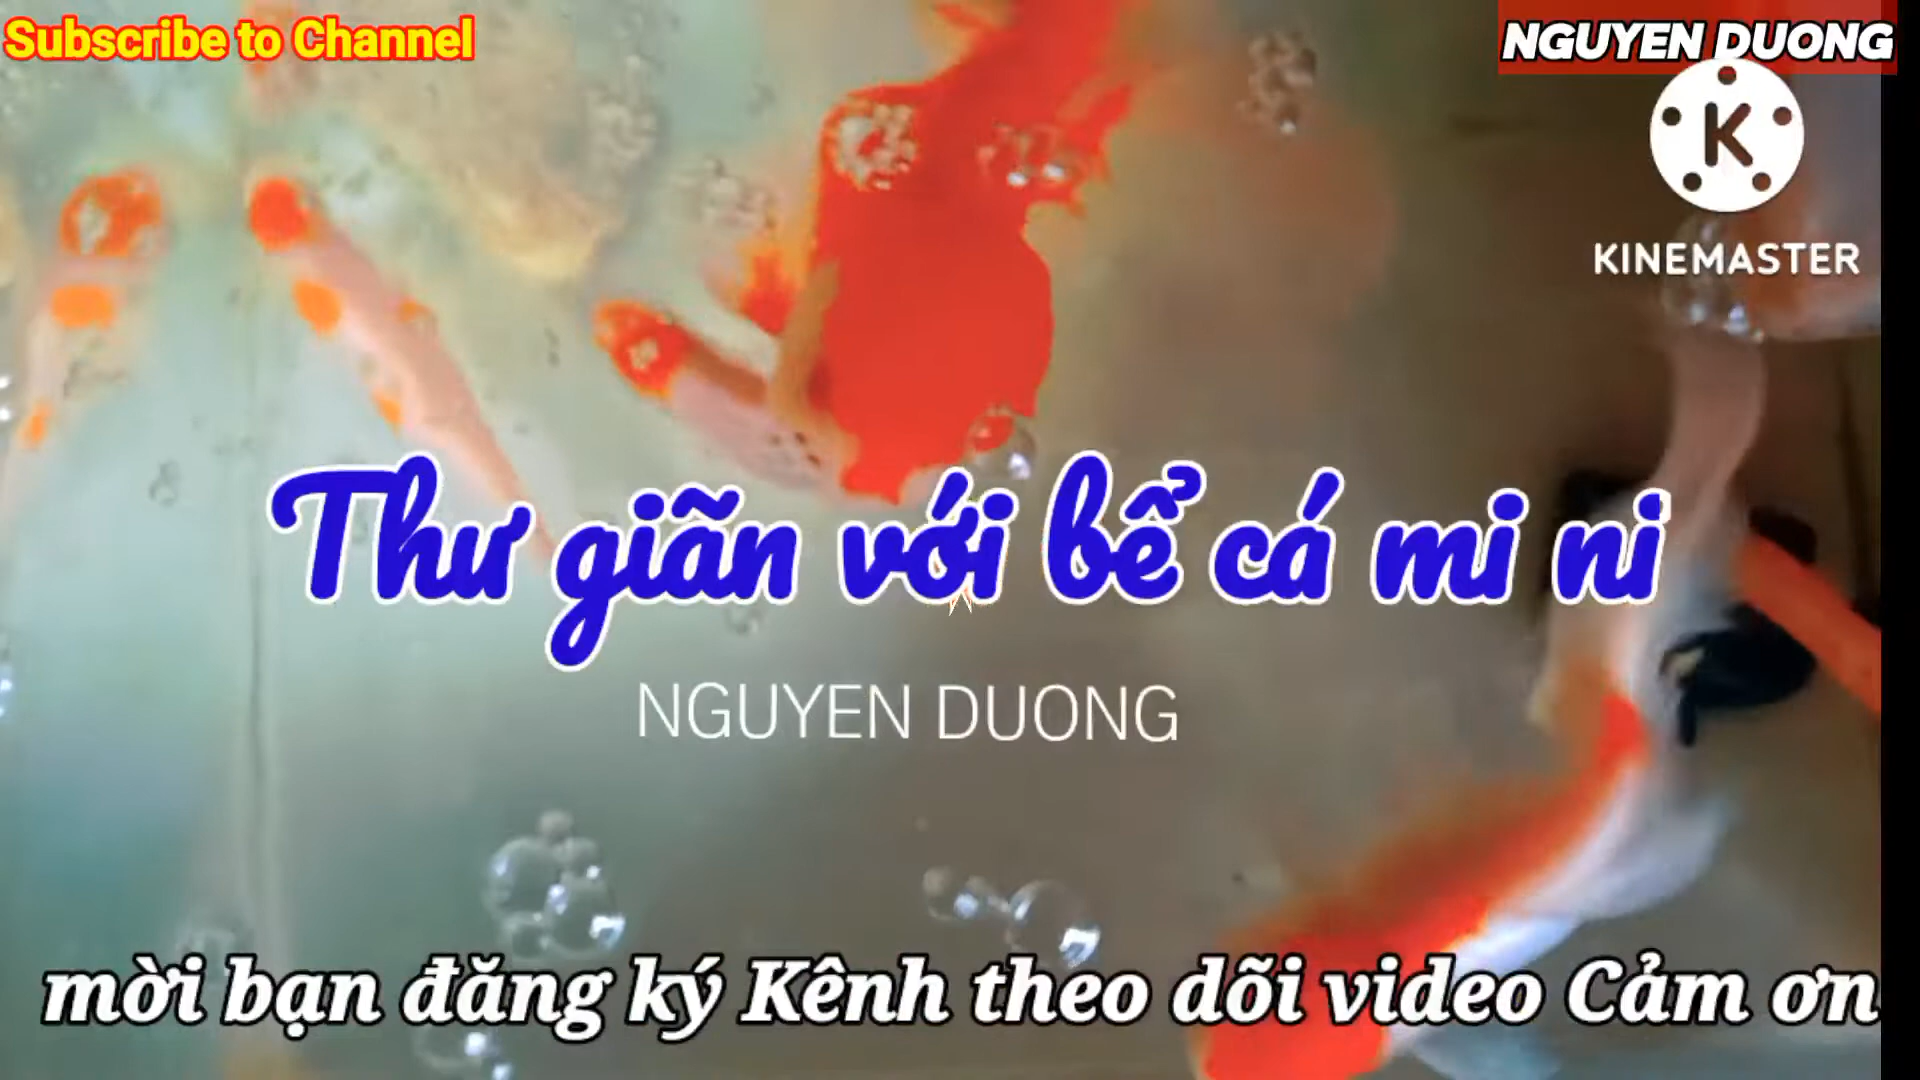 Subscribe to Channel
NGUYEN DUONG
K
KINEMASTER
Thư giãn với bể cá mi ni
NGUYEN DUONG
mời bạn đăng ký Kênh theo dõi video Cảm ơn